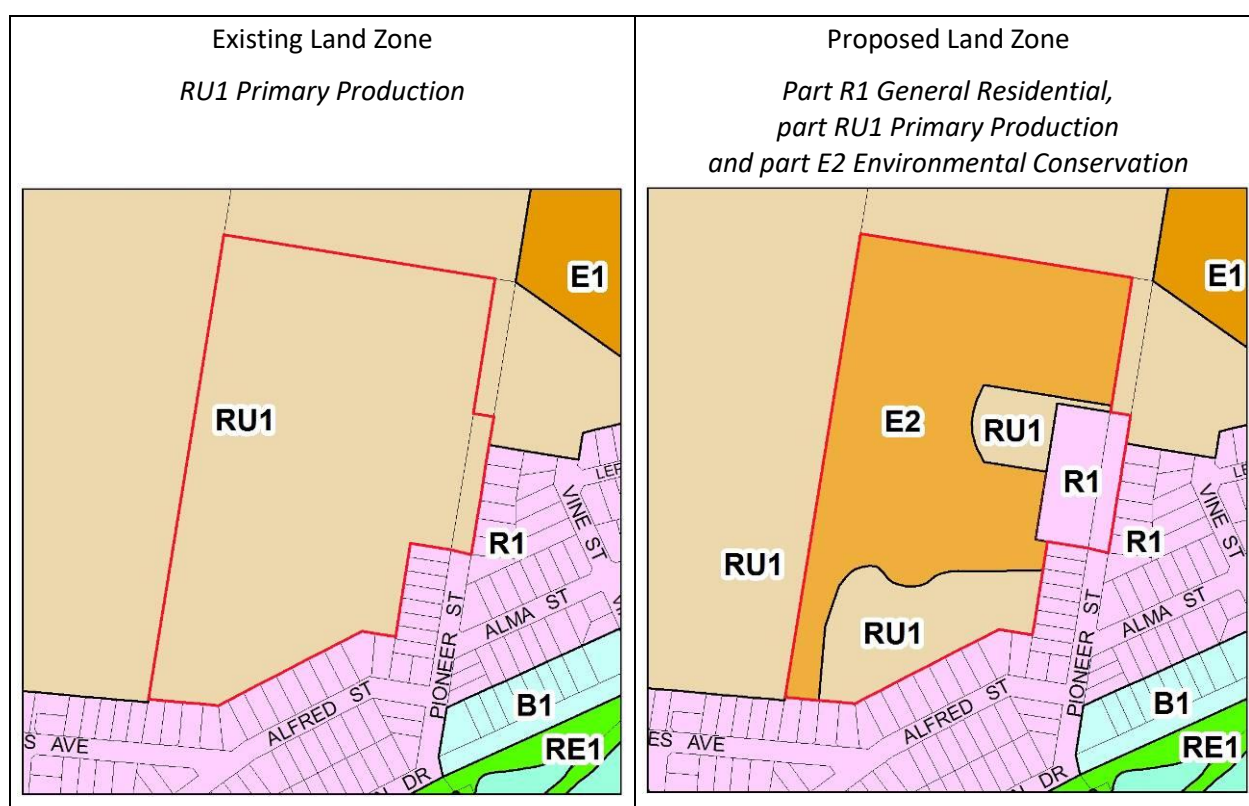 Existing Land Zone
RU1 Primary Production
Proposed Land Zone
Part R1 General Residential,
part RU1 Primary Production
and part E2 Environmental Conservation
E1
RU1
R1
VINE ST
ALMA ST
PIONEER ST
ALFRED ST
B1
RE1
S AVE
DR
E1
E2
RU1
R1
R1
RU1
RU1
VINE ST
ALMA ST
PIONEER ST
ALFRED ST
B1
RE1
ES AVE
DR